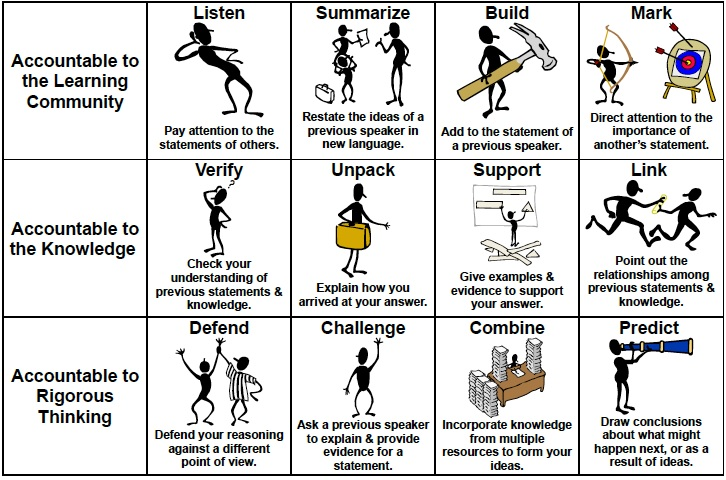 Accountable to
the Learning
Community
Listen
Pay attention to the
statements of others.
Summarize
Restate the ideas of a
previous speaker in
new language.
Build
Add to the statement of
a previous speaker.
Mark
Direct attention to the
importance of
another's statement.
Accountable to
the Knowledge
Verify
?
Check your
understanding of
previous statements &
knowledge.
Unpack
Explain how you
arrived at your answer.
Support
Give examples &
evidence to support
your answer.
Link
Point out the
relationships among
previous statements &
knowledge.
Accountable to
Rigorous
Thinking
Defend
Defend your reasoning
against a different
point of view.
Challenge
Ask a previous speaker
to explain & provide
evidence for a
statement.
Combine
Incorporate knowledge
from multiple
resources to form your
ideas.
Predict
Draw conclusions
about what might
happen next, or as a
result of ideas.